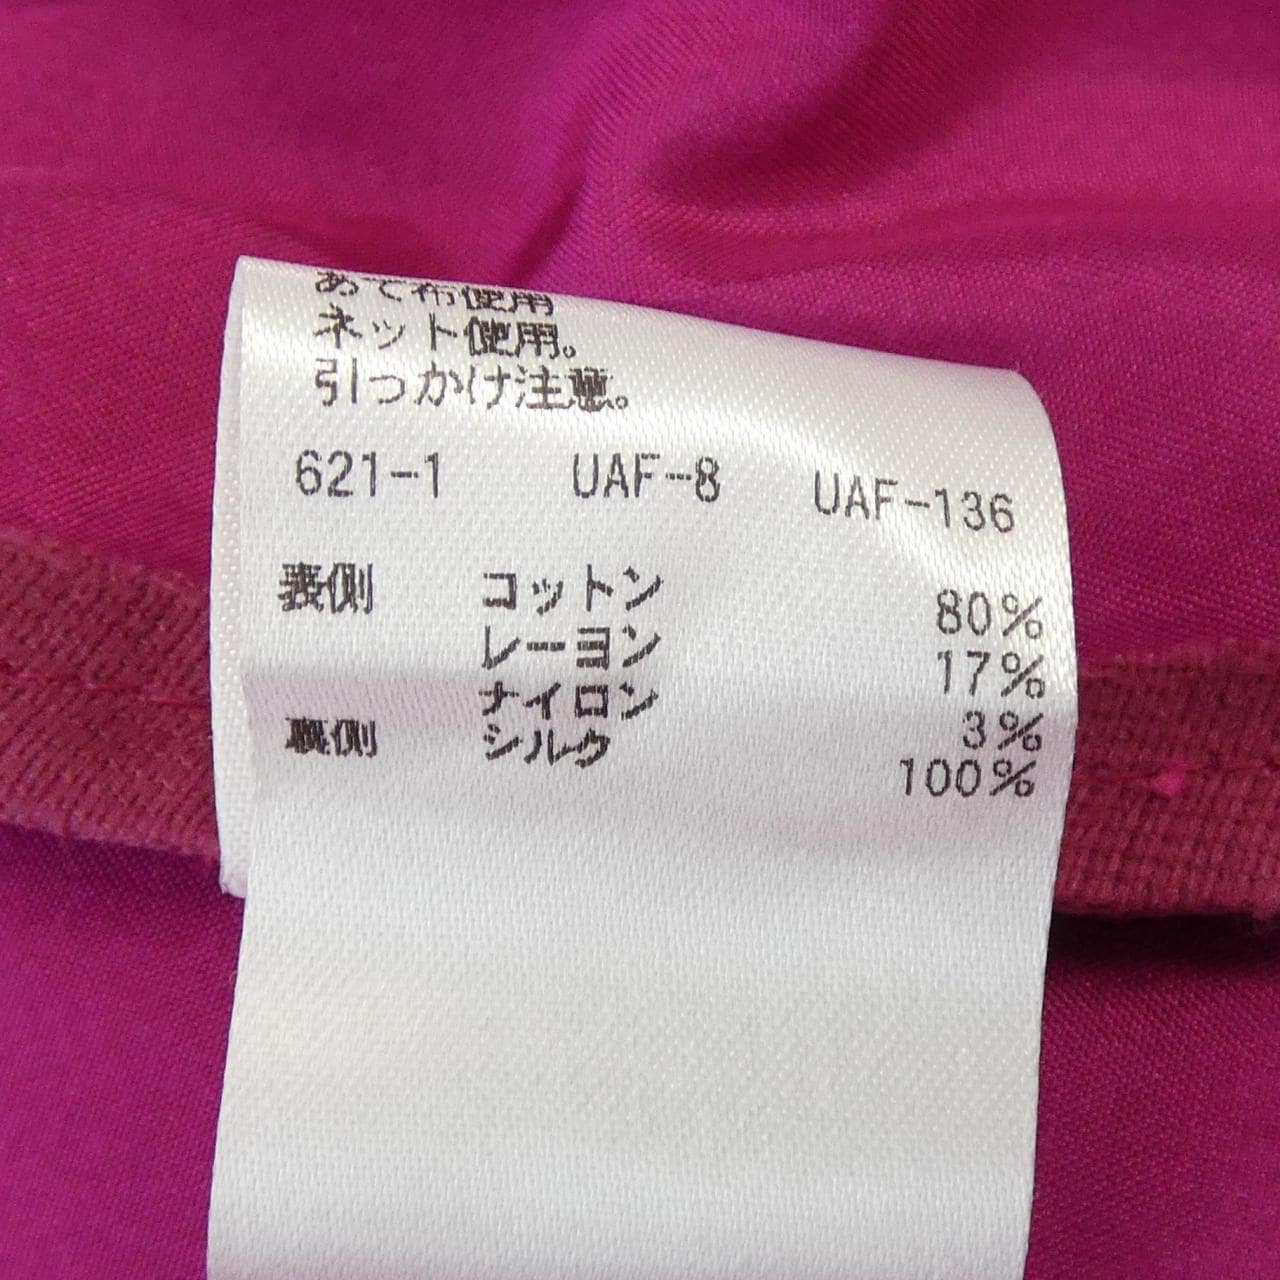 あて布使用
ネット使用。
引っかけ注意。
621-1 UAF-8 UAF-136
表側 コットン 80%
レーヨン 17%
ナイロン 3%
裏側 シルク 100%